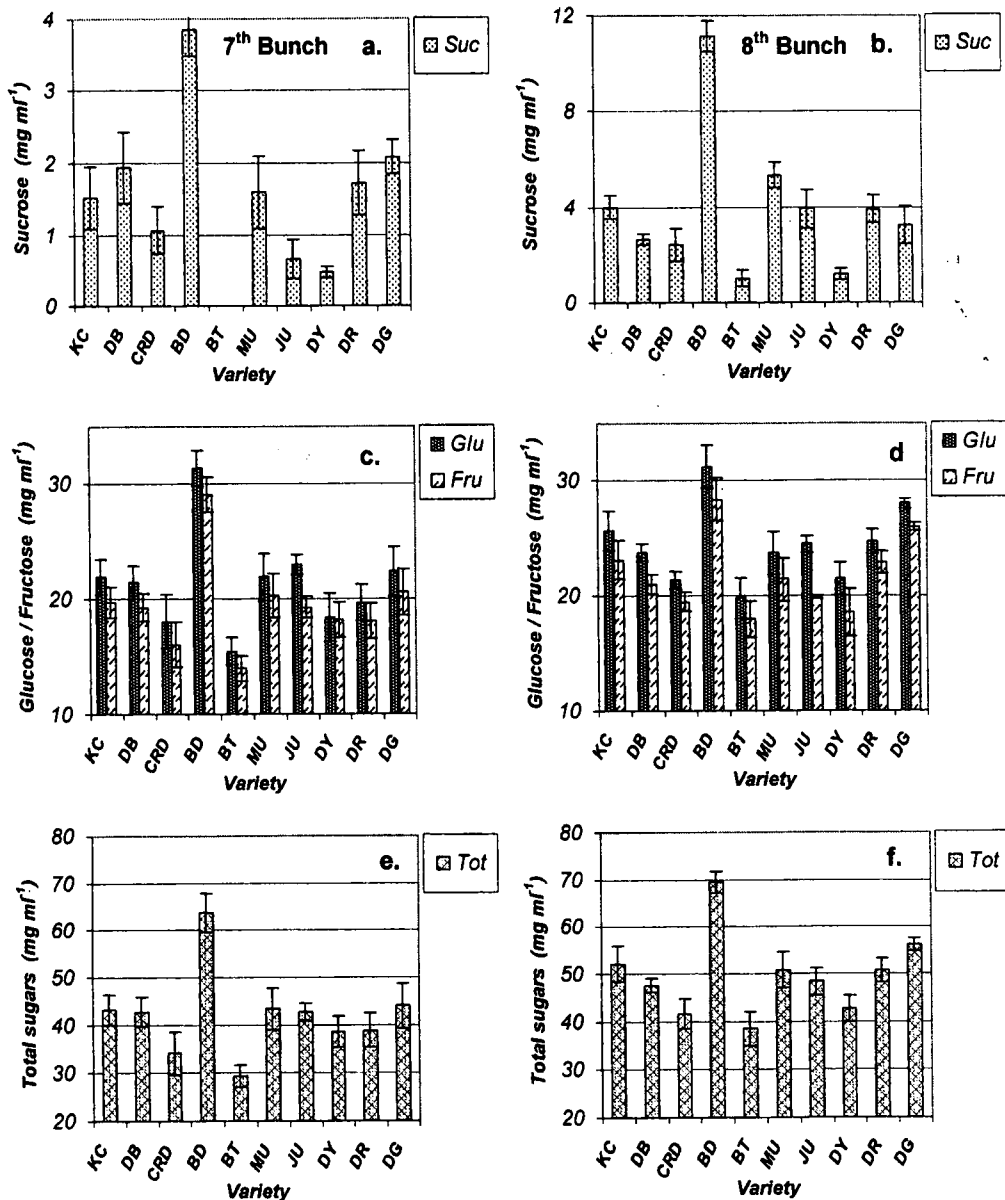 7th Bunch a.
Suc
Sucrose (mg ml-1)
4
3
2
1
0
KC DB CRD BD BT MU JU DY DR DG
Variety
8th Bunch b.
Suc
Sucrose (mg ml-1)
12
8
4
0
KC DB CRD BD BT MU JU DY DR DG
Variety
c.
Glu
Fru
Glucose / Fructose (mg ml-1)
30
20
10
KC DB CRD BD BT MU JU DY DR DG
Variety
d
Glu
Fru
Glucose / Fructose (mg ml-1)
30
20
10
KC DB CRD BD BT MU JU DY DR DG
Variety
e.
Tot
Total sugars (mg ml-1)
80
70
60
50
40
30
20
KC DB CRD BD BT MU JU DY DR DG
Variety
f.
Tot
Total sugars (mg ml-1)
80
70
60
50
40
30
20
KC DB CRD BD BT MU JU DY DR DG
Variety